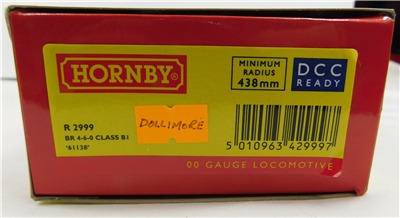 HORNBY®
MINIMUM
RADIUS
438mm
DCC
READY
R 2999
BR 4-6-0 CLASS B1
'61138'
DOLLIMORE
5 010963 429997
00 GAUGE LOCOMOTIVE